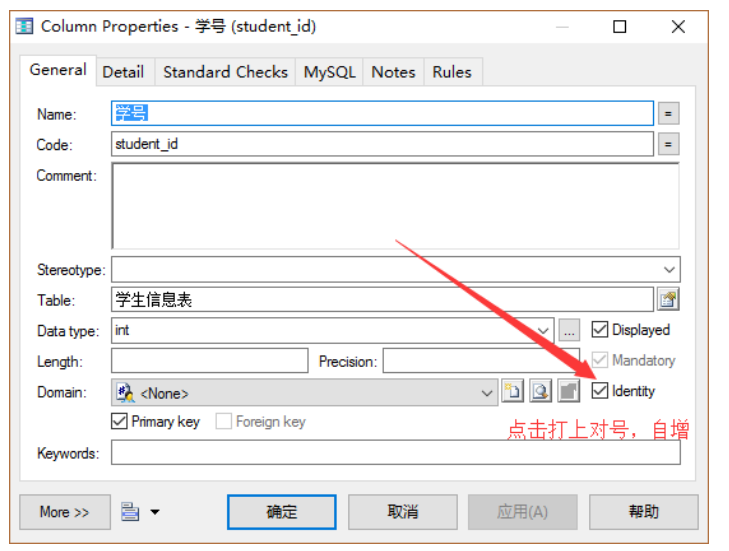 Column Properties - 学号 (student_id)
General Detail Standard Checks MySQL Notes Rules
Name: 学号 =
Code: student_id =
Comment:
Stereotype:
Table: 学生信息表
Data type: int ... Displayed
Length: Precision: Mandatory
Domain: <None> Identity
Primary key Foreign key
点击打上对号，自增
Keywords:
More >> 确定 取消 应用(A) 帮助